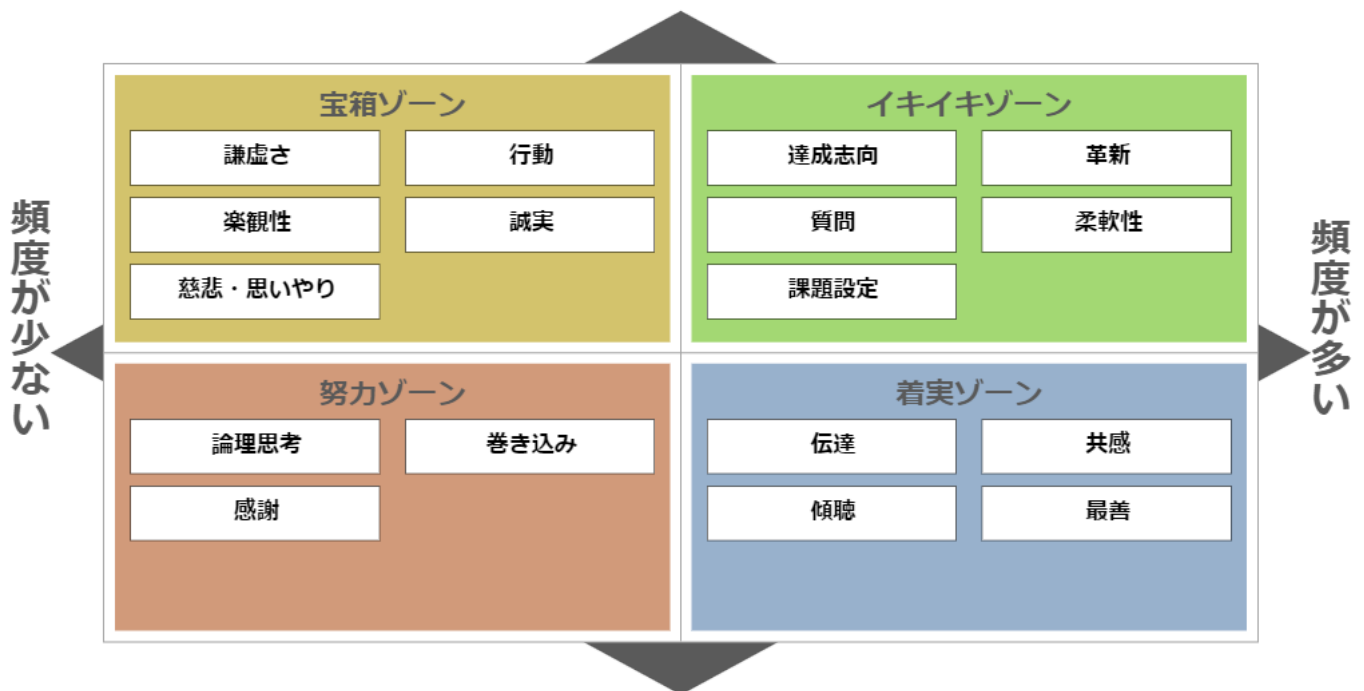 頻度が少ない
宝箱ゾーン
謙虚さ
行動
楽観性
誠実
慈悲・思いやり
イキイキゾーン
達成志向
革新
質問
柔軟性
課題設定
努力ゾーン
論理思考
巻き込み
感謝
着実ゾーン
伝達
共感
傾聴
最善
頻度が多い